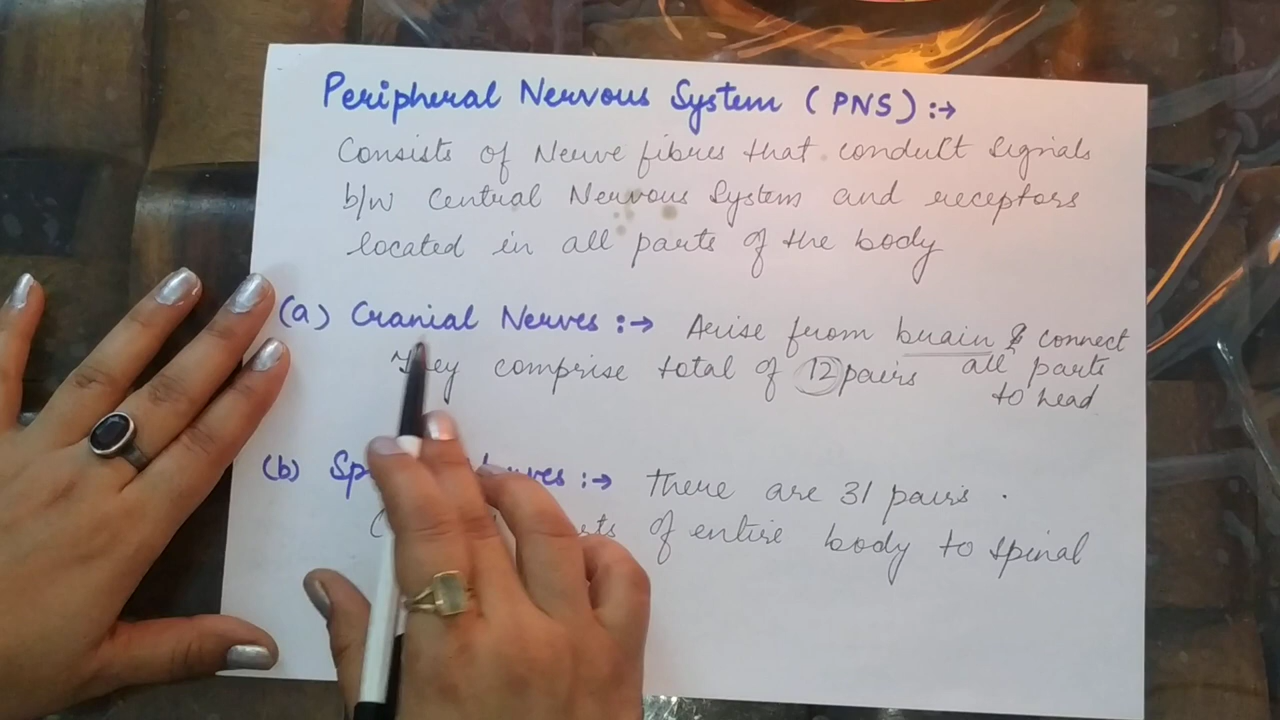 Peripheral Nervous System (PNS) :→
Consists of Nerve fibres that conduct signals
b/w Central Nervous System and receptors
located in all parts of the body
(a) Cranial Nerves :→ Arise from brain & connect
They comprise total of 12 pairs all parts
to head
(b) :→ There are 31 pairs .
of entire body to spinal